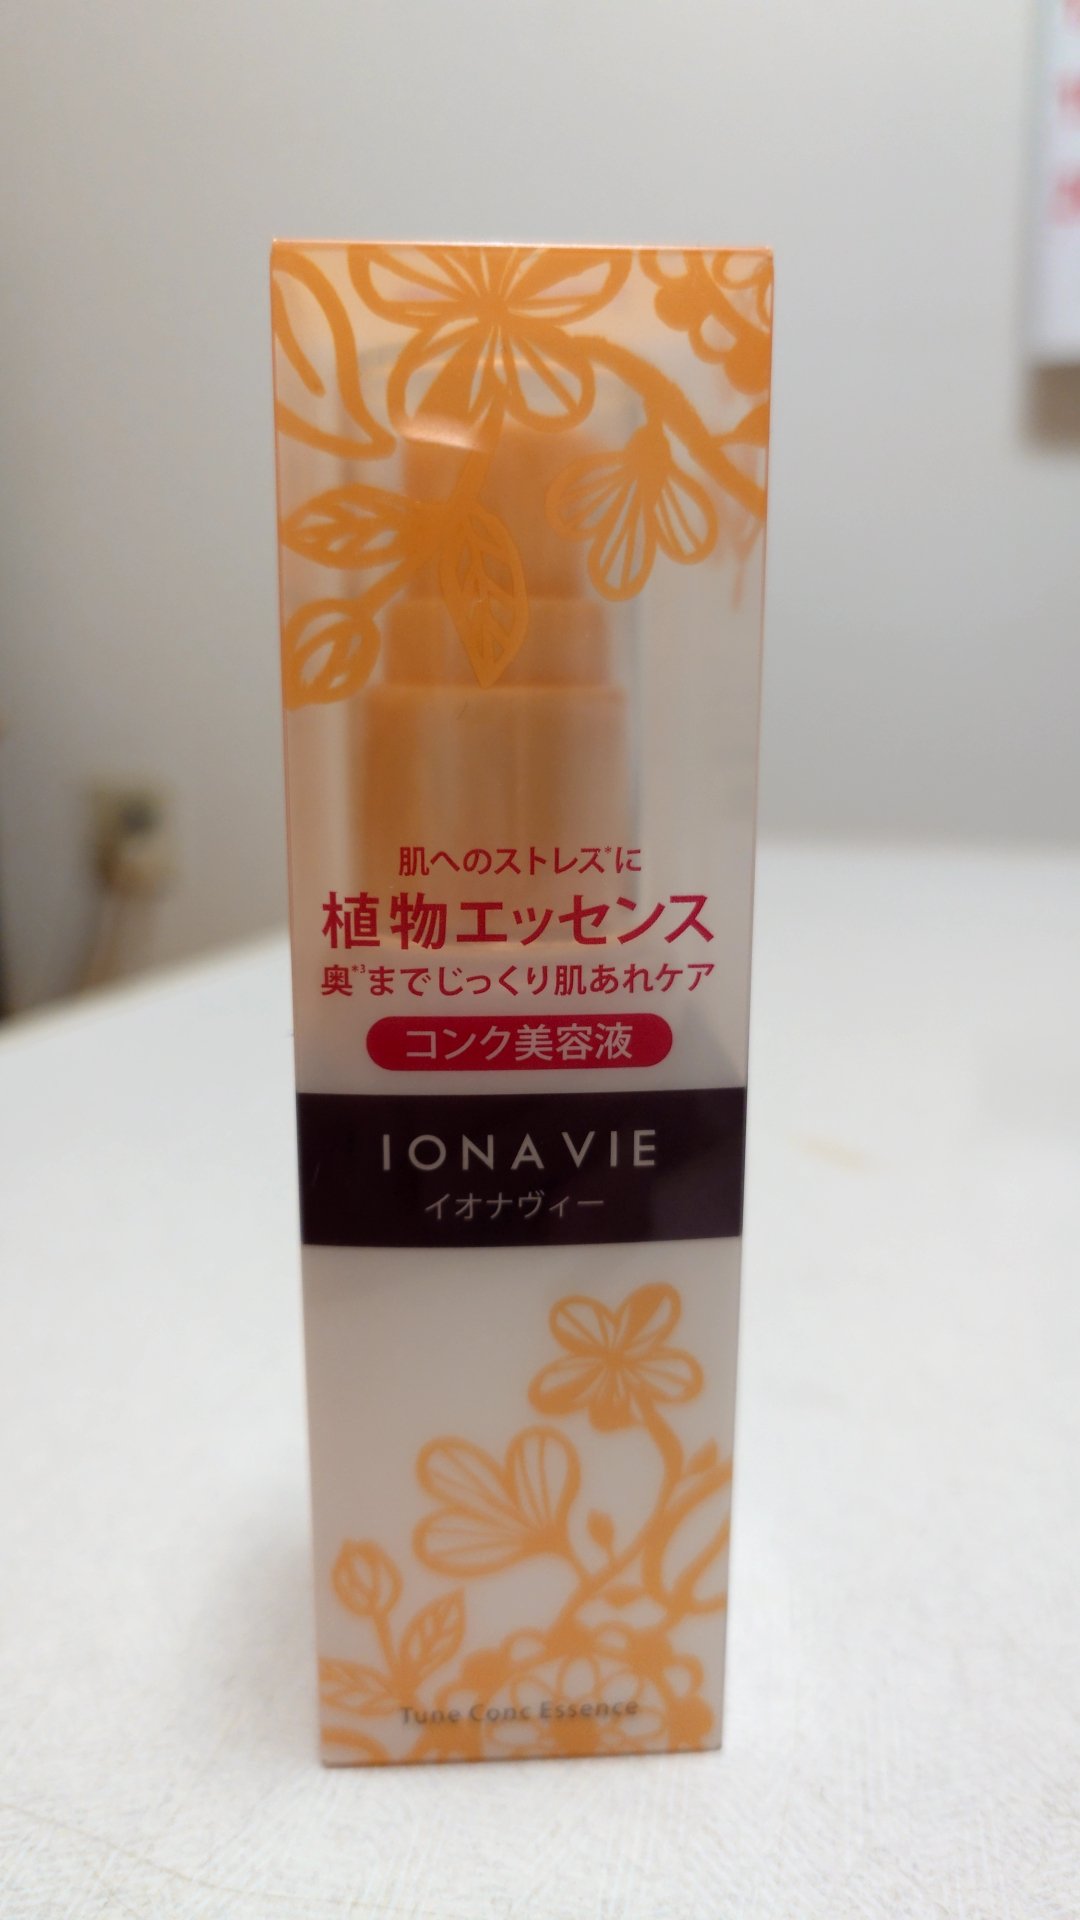 肌へのストレス*に
植物エッセンス
奥*³までじっくり肌あれケア
コンク美容液
IONA VIE
イオナヴィー
Tune Conc Essence